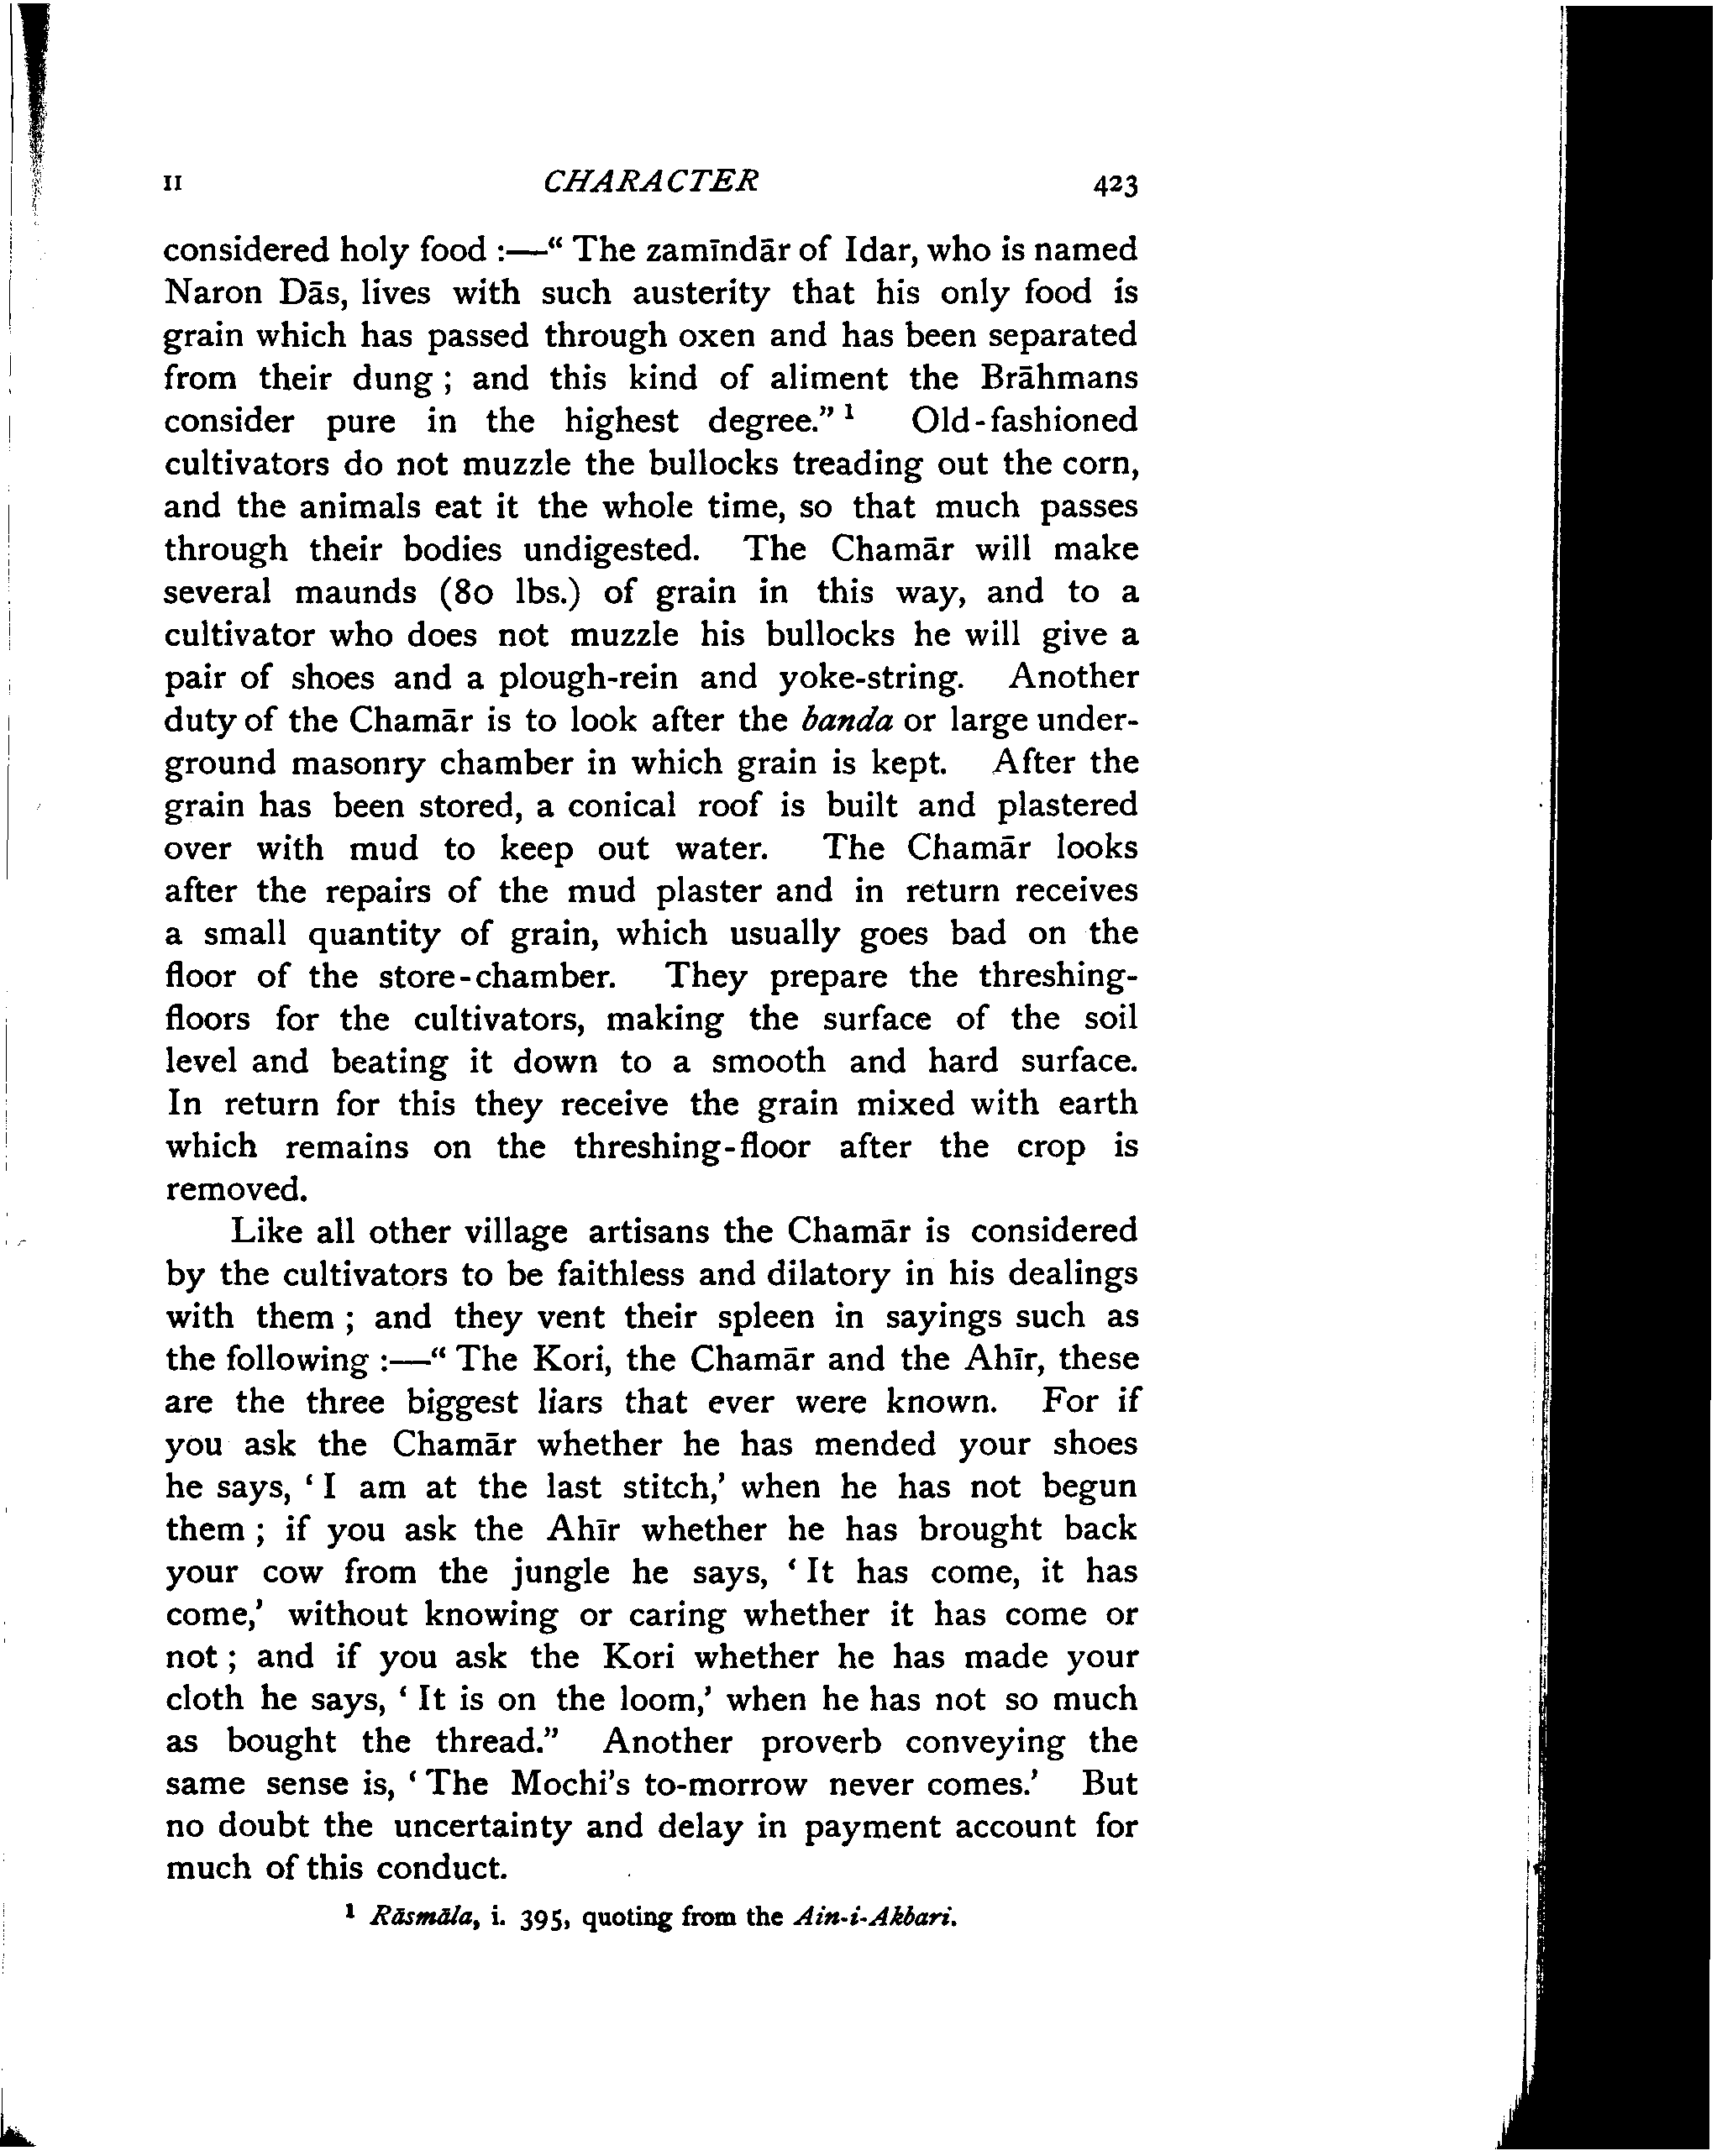 II CHARACTER 423
considered holy food :—“ The zamīndār of Idar, who is named
Naron Dās, lives with such austerity that his only food is
grain which has passed through oxen and has been separated
from their dung ; and this kind of aliment the Brāhmans
consider pure in the highest degree.” ¹ Old-fashioned
cultivators do not muzzle the bullocks treading out the corn,
and the animals eat it the whole time, so that much passes
through their bodies undigested. The Chamār will make
several maunds (80 lbs.) of grain in this way, and to a
cultivator who does not muzzle his bullocks he will give a
pair of shoes and a plough-rein and yoke-string. Another
duty of the Chamār is to look after the banda or large under-
ground masonry chamber in which grain is kept. After the
grain has been stored, a conical roof is built and plastered
over with mud to keep out water. The Chamār looks
after the repairs of the mud plaster and in return receives
a small quantity of grain, which usually goes bad on the
floor of the store-chamber. They prepare the threshing-
floors for the cultivators, making the surface of the soil
level and beating it down to a smooth and hard surface.
In return for this they receive the grain mixed with earth
which remains on the threshing-floor after the crop is
removed.
Like all other village artisans the Chamār is considered
by the cultivators to be faithless and dilatory in his dealings
with them ; and they vent their spleen in sayings such as
the following :—“ The Kori, the Chamār and the Ahīr, these
are the three biggest liars that ever were known. For if
you ask the Chamār whether he has mended your shoes
he says, ‘ I am at the last stitch,’ when he has not begun
them ; if you ask the Ahīr whether he has brought back
your cow from the jungle he says, ‘ It has come, it has
come,’ without knowing or caring whether it has come or
not ; and if you ask the Kori whether he has made your
cloth he says, ‘ It is on the loom,’ when he has not so much
as bought the thread.” Another proverb conveying the
same sense is, ‘ The Mochi’s to-morrow never comes.’ But
no doubt the uncertainty and delay in payment account for
much of this conduct.
¹ Rāsmāla, i. 395, quoting from the Ain-i-Akbari.